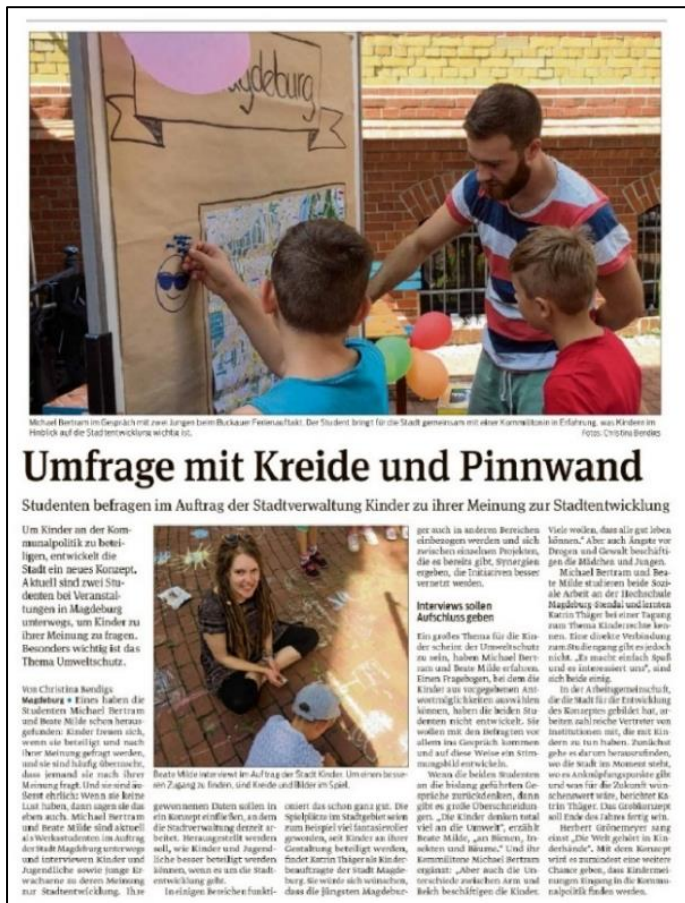 Magdeburg
Michael Bertram im Gespräch mit zwei Jungen beim Buckauer Ferienauftakt. Der Student bringt für die Stadt gemeinsam mit einer Kommilitonin in Erfahrung, was Kindern im
Hinblick auf die Stadtentwicklung wichtig ist.
Fotos: Christina Bendigs
Umfrage mit Kreide und Pinnwand
Studenten befragen im Auftrag der Stadtverwaltung Kinder zu ihrer Meinung zur Stadtentwicklung
Um Kinder an der Kom-
munalpolitik zu betei-
ligen, entwickelt die
Stadt ein neues Konzept.
Aktuell sind zwei Stu-
denten bei Veranstal-
tungen in Magdeburg
unterwegs, um Kinder zu
ihrer Meinung zu fragen.
Besonders wichtig ist das
Thema Umweltschutz.
Von Christina Bendigs
Magdeburg ● Eines haben die
Studenten Michael Bertram
und Beate Milde schon heraus-
gefunden: Kinder freuen sich,
wenn sie beteiligt und nach
ihrer Meinung gefragt werden,
und sie sind häufig überrascht,
dass jemand sie nach ihrer
Meinung fragt. Und sie sind äu-
ßerst ehrlich: Wenn sie keine
Lust haben, dann sagen sie das
eben auch. Michael Bertram
und Beate Milde sind aktuell
als Werkstudenten im Auftrag
der Stadt Magdeburg unterwegs
und interviewen Kinder und
Jugendliche sowie junge Er-
wachsene zu deren Meinung
zur Stadtentwicklung. Ihre
Beate Milde interviewt im Auftrag der Stadt Kinder. Um einen besse-
ren Zugang zu finden, sind Kreide und Bilder im Spiel.
gewonnenen Daten sollen in
ein Konzept einfließen, an dem
die Stadtverwaltung derzeit ar-
beitet. Herausgestellt werden
soll, wie Kinder und Jugend-
liche besser beteiligt werden
können, wenn es um die Stadt-
entwicklung geht.
In einigen Bereichen funkti-
oniert das schon ganz gut. Die
Spielplätze im Stadtgebiet seien
zum Beispiel viel fantasievoller
geworden, seit Kinder an ihrer
Gestaltung beteiligt werden,
findet Katrin Thäger als Kinder-
beauftragte der Stadt Magde-
burg. Sie würde sich wünschen,
dass die jüngsten Magdebur-
ger auch in anderen Bereichen
einbezogen werden und sich
zwischen einzelnen Projekten,
die es bereits gibt, Synergien
ergeben, die Initiativen besser
vernetzt werden.
Interviews sollen
Aufschluss geben
Ein großes Thema für die Kin-
der scheint der Umweltschutz
zu sein, haben Michael Bert-
ram und Beate Milde erfahren.
Einen Fragebogen, bei dem die
Kinder aus vorgegebenen Ant-
wortmöglichkeiten auswählen
können, haben die beiden Stu-
denten nicht entwickelt. Sie
wollen mit den Befragten vor
allem ins Gespräch kommen
und auf diese Weise ein Stim-
mungsbild entwickeln.
Wenn die beiden Studenten
an die bislang geführten Ge-
spräche zurückdenken, dann
gibt es große Überschneidun-
gen. „Die Kinder denken total
viel an die Umwelt“, erzählt
Beate Milde, „an Bienen, In-
sekten und Bäume.“ Und ihr
Kommilitone Michael Bertram
ergänzt: „Aber auch die Un-
terschiede zwischen Arm und
Reich beschäftigen die Kinder.
Viele wollen, dass alle gut leben
können.“ Aber auch Ängste vor
Drogen und Gewalt beschäfti-
gen die Mädchen und Jungen.
Michael Bertram und Bea-
te Milde studieren beide Sozi-
ale Arbeit an der Hochschule
Magdeburg-Stendal und lernten
Katrin Thäger bei einer Tagung
zum Thema Kinderrechte ken-
nen. Eine direkte Verbindung
zum Studiengang gibt es jedoch
nicht. „Es macht einfach Spaß
und es interessiert uns“, sind
sich beide einig.
In der Arbeitsgemeinschaft,
die die Stadt für die Entwicklung
des Konzeptes gebildet hat, ar-
beiten zahlreiche Vertreter von
Institutionen mit, die mit Kin-
dern zu tun haben. Zunächst
gehe es darum herauszufinden,
wo die Stadt im Moment steht,
wo es Anknüpfungspunkte gibt
und was für die Zukunft wün-
schenswert wäre, berichtet Ka-
trin Thäger. Das Grobkonzept
soll Ende des Jahres fertig sein.
Herbert Grönemeyer sang
einst „Die Welt gehört in Kin-
derhände“. Mit dem Konzept
wird es zumindest eine weitere
Chance geben, dass Kindermei-
nungen Eingang in die Kommu-
nalpolitik finden werden.